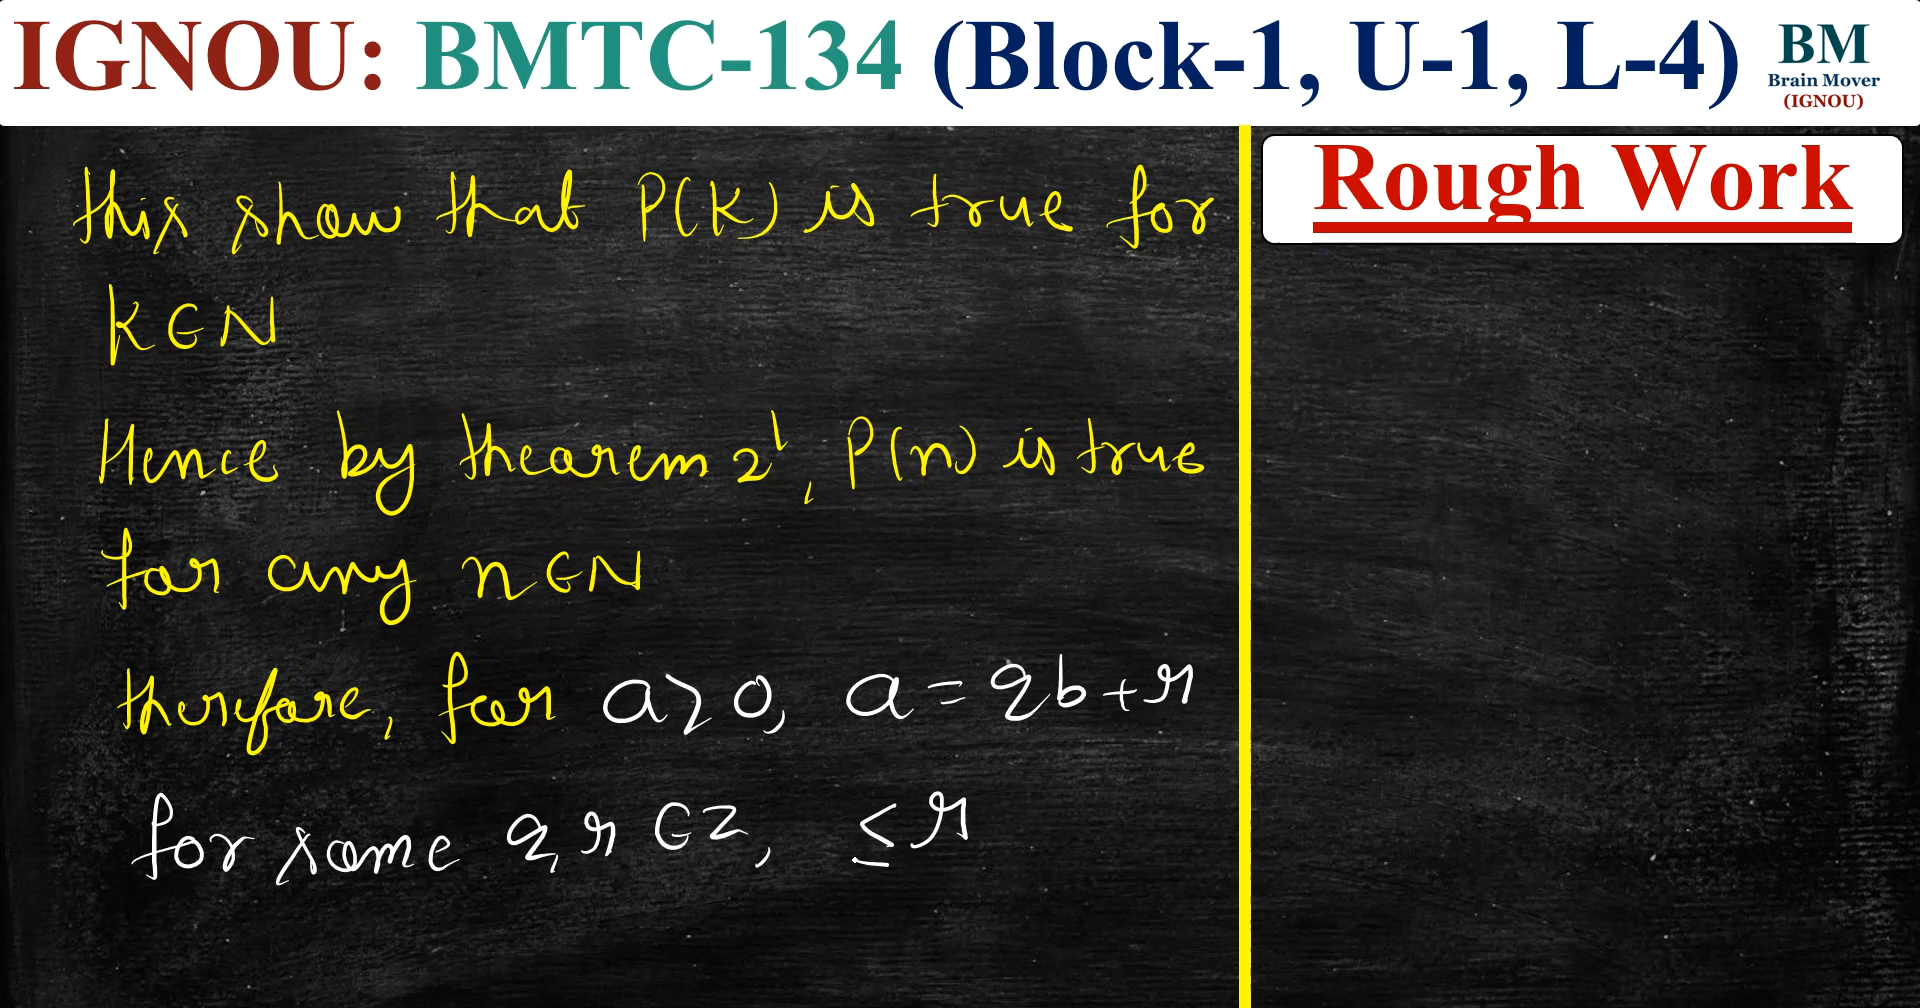 IGNOU: BMTC-134 (Block-1, U-1, L-4)
BM
Brain Mover
(IGNOU)
Rough Work
this show that P(K) is true for
K∈N
Hence by thearem 2', P(n) is true
for any n∈N
therefore, for a>0, a=qb+r
for some q,r∈Z, ≤r